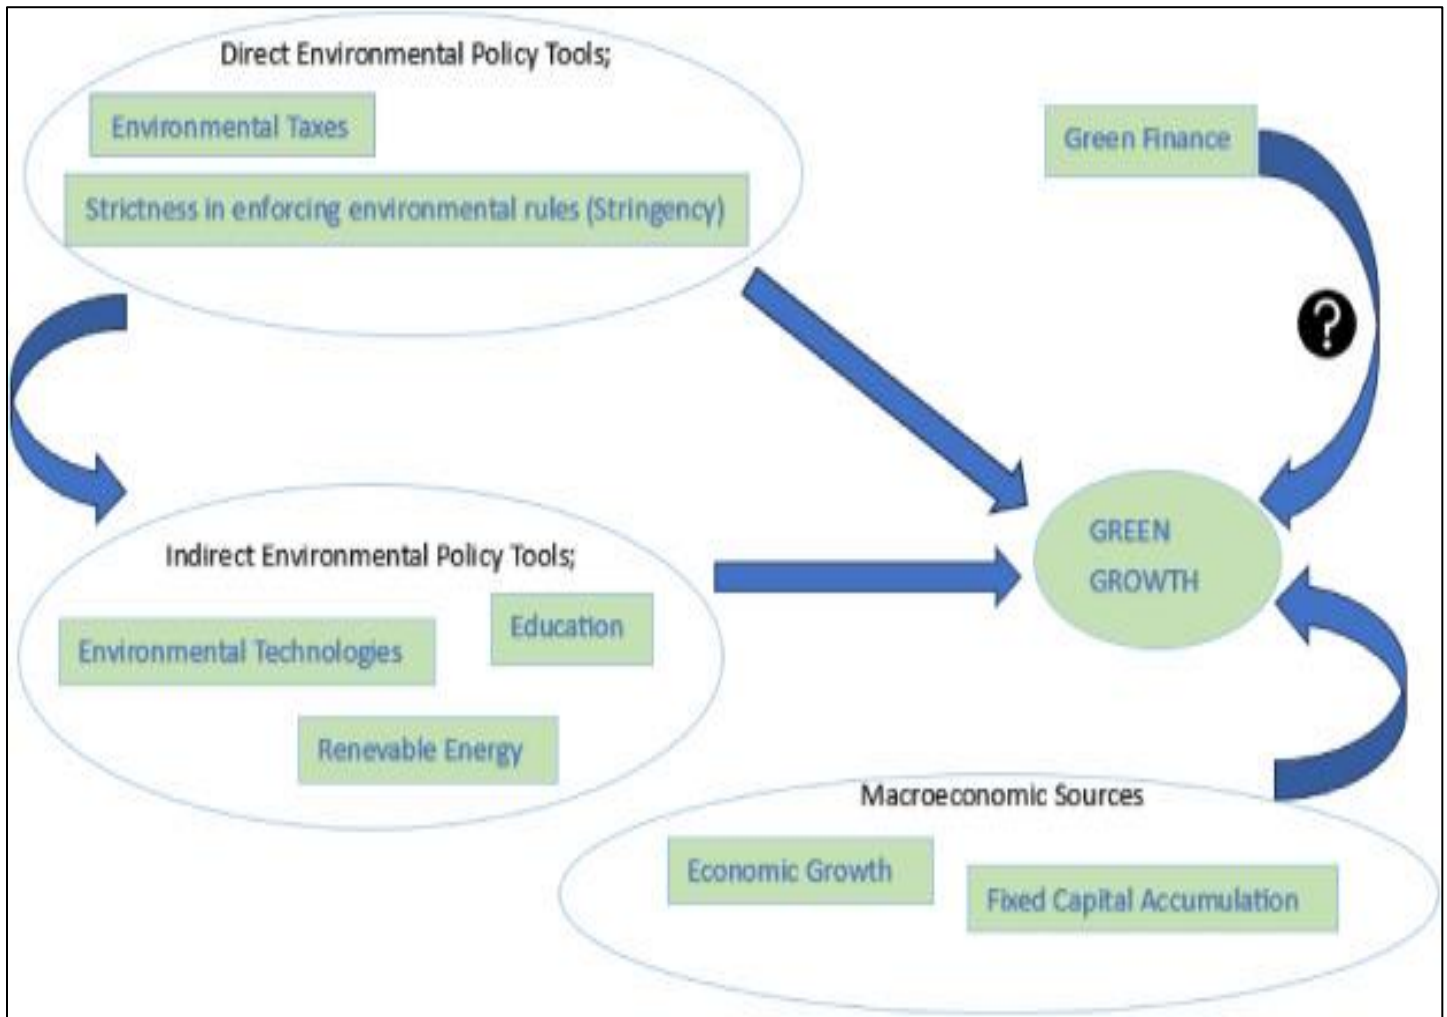 Direct Environmental Policy Tools;
Environmental Taxes
Strictness in enforcing environmental rules (Stringency)
Green Finance
?
Indirect Environmental Policy Tools;
Education
Environmental Technologies
Renevable Energy
GREEN
GROWTH
Macroeconomic Sources
Economic Growth
Fixed Capital Accumulation